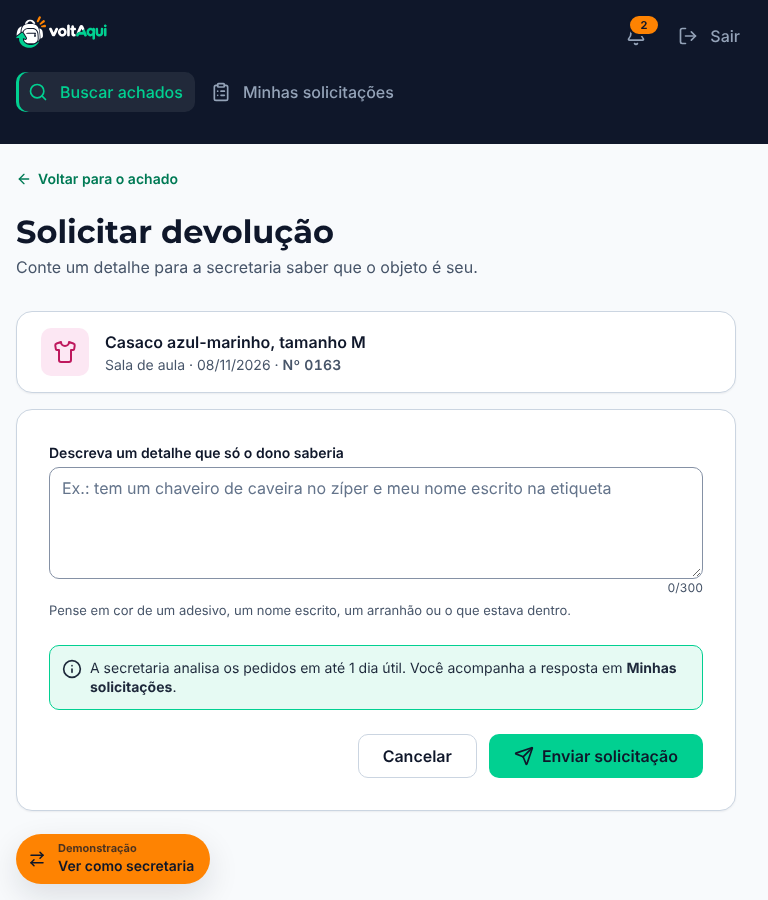 voltAqui
2
Sair
Buscar achados
Minhas solicitações
Voltar para o achado
Solicitar devolução
Conte um detalhe para a secretaria saber que o objeto é seu.
Casaco azul-marinho, tamanho M
Sala de aula · 08/11/2026 · Nº 0163
Descreva um detalhe que só o dono saberia
Ex.: tem um chaveiro de caveira no zíper e meu nome escrito na etiqueta
0/300
Pense em cor de um adesivo, um nome escrito, um arranhão ou o que estava dentro.
A secretaria analisa os pedidos em até 1 dia útil. Você acompanha a resposta em Minhas
solicitações.
Cancelar
Enviar solicitação
Demonstração
Ver como secretaria